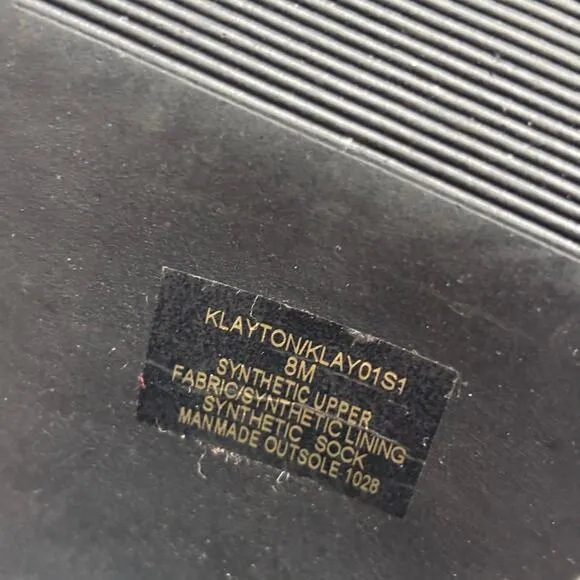 KLAYTON/KLAY01S1
8M
SYNTHETIC UPPER
FABRIC/SYNTHETIC LINING
SYNTHETIC SOCK
MANMADE OUTSOLE-1028